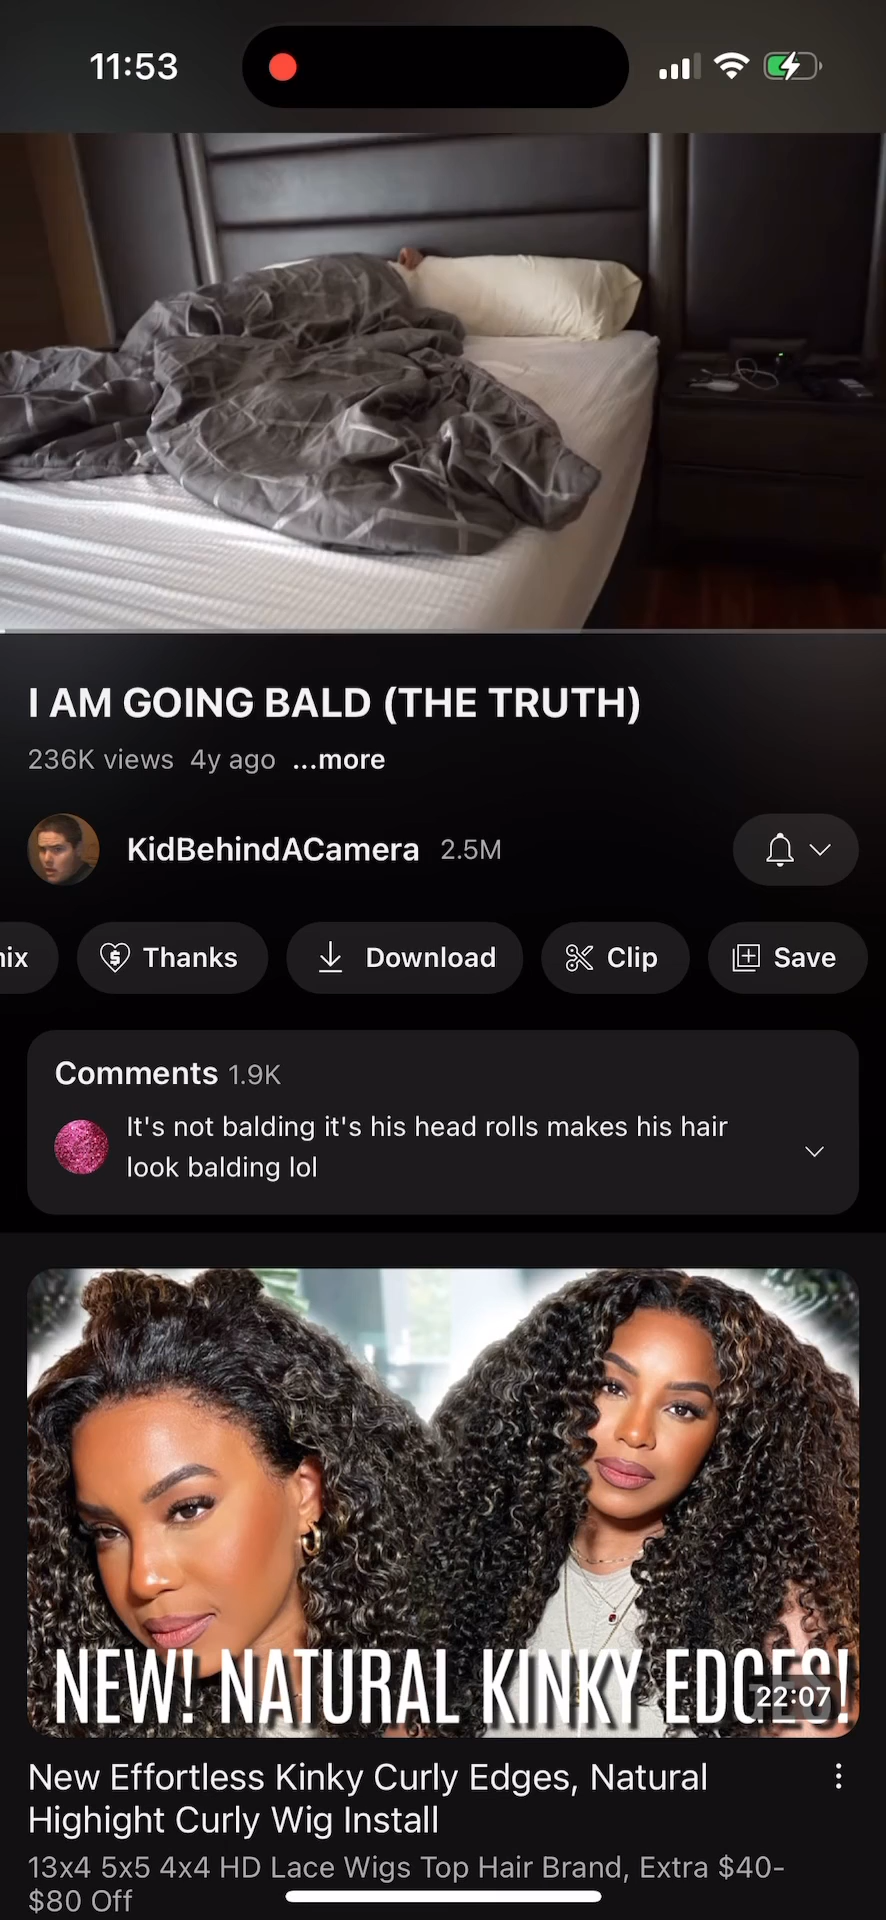 11:53
I AM GOING BALD (THE TRUTH)
236K views 4y ago ...more
KidBehindACamera 2.5M
ix Thanks Download Clip Save
Comments 1.9K
It's not balding it's his head rolls makes his hair
look balding lol
NEW! NATURAL KINKY EDGES!
22:07
New Effortless Kinky Curly Edges, Natural
Highight Curly Wig Install
13x4 5x5 4x4 HD Lace Wigs Top Hair Brand, Extra $40-
$80 Off